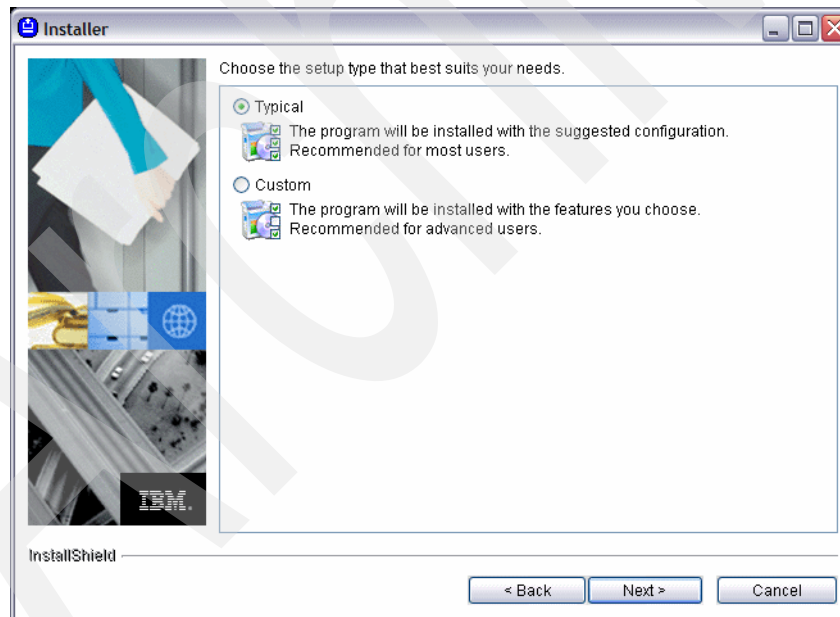 Installer
Choose the setup type that best suits your needs.
Typical
The program will be installed with the suggested configuration.
Recommended for most users.
Custom
The program will be installed with the features you choose.
Recommended for advanced users.
IBM.
InstallShield
< Back
Next >
Cancel